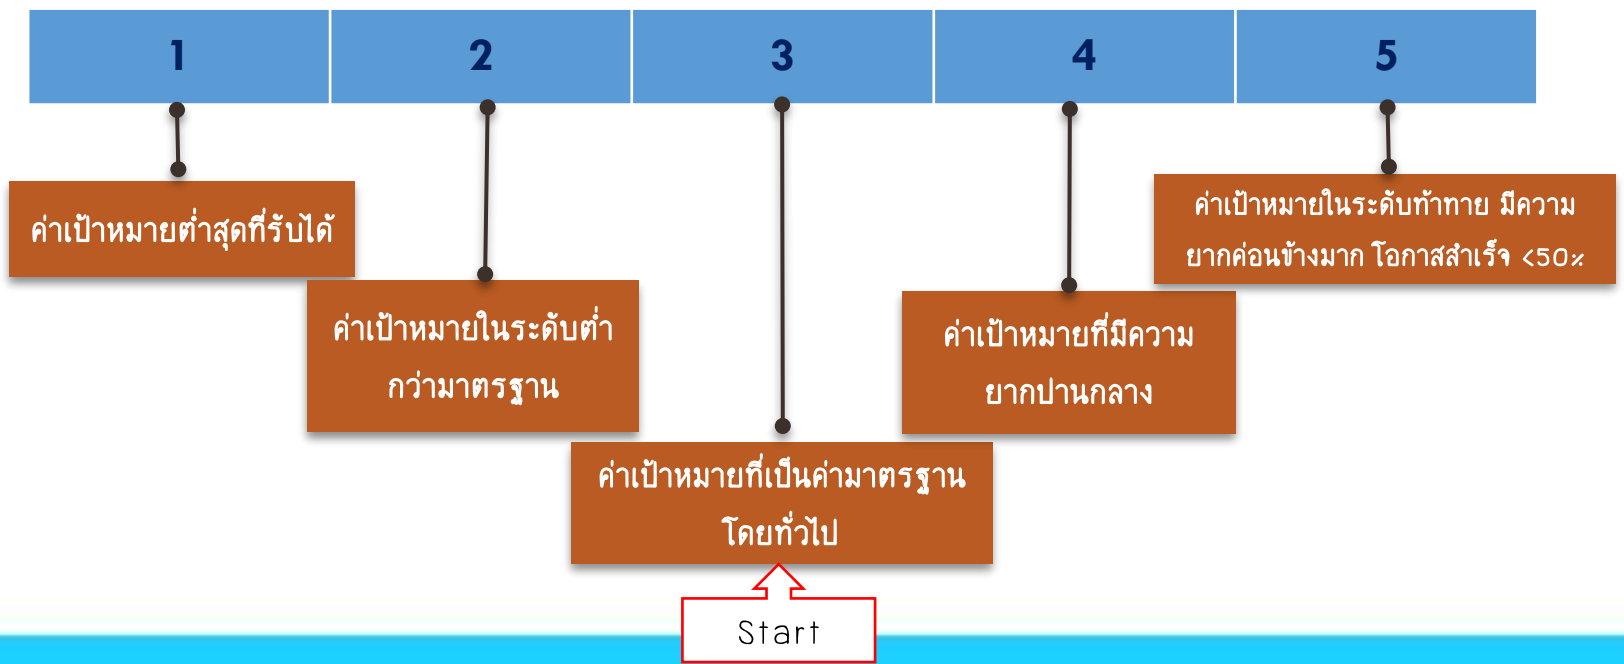 1 2 3 4 5
ค่าเป้าหมายต่ำสุดที่รับได้
ค่าเป้าหมายในระดับต่ำ
กว่ามาตรฐาน
ค่าเป้าหมายที่เป็นค่ามาตรฐาน
โดยทั่วไป
ค่าเป้าหมายที่มีความ
ยากปานกลาง
ค่าเป้าหมายในระดับท้าทาย มีความ
ยากค่อนข้างมาก โอกาสสำเร็จ <50%
Start